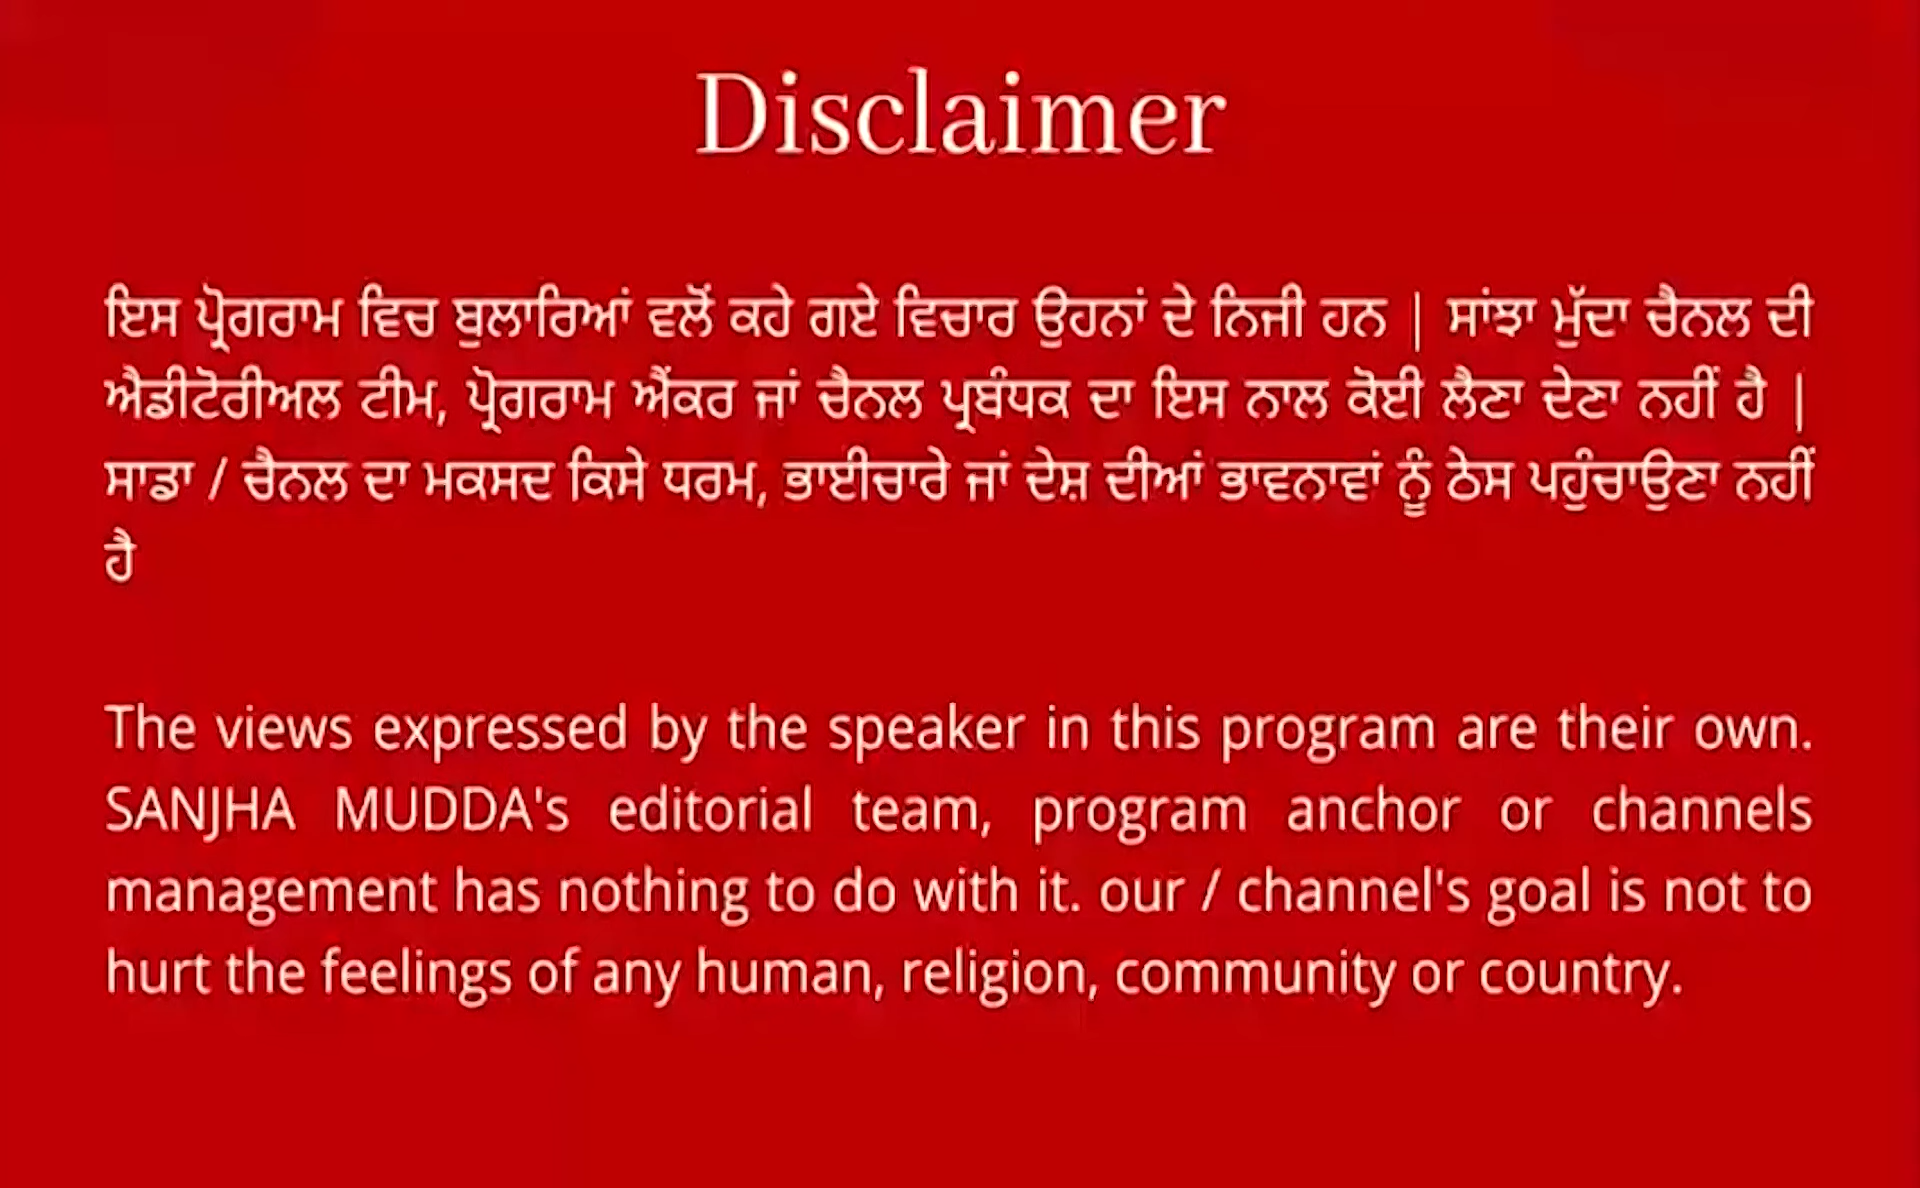 Disclaimer
ਇਸ ਪ੍ਰੋਗਰਾਮ ਵਿਚ ਬੁਲਾਰਿਆਂ ਵਲੋਂ ਕਹੇ ਗਏ ਵਿਚਾਰ ਉਹਨਾਂ ਦੇ ਨਿਜੀ ਹਨ | ਸਾਂਝਾ ਮੁੱਦਾ ਚੈਨਲ ਦੀ
ਐਡੀਟੋਰੀਅਲ ਟੀਮ, ਪ੍ਰੋਗਰਾਮ ਐਂਕਰ ਜਾਂ ਚੈਨਲ ਪ੍ਰਬੰਧਕ ਦਾ ਇਸ ਨਾਲ ਕੋਈ ਲੈਣਾ ਦੇਣਾ ਨਹੀਂ ਹੈ |
ਸਾਡਾ / ਚੈਨਲ ਦਾ ਮਕਸਦ ਕਿਸੇ ਧਰਮ, ਭਾਈਚਾਰੇ ਜਾਂ ਦੇਸ਼ ਦੀਆਂ ਭਾਵਨਾਵਾਂ ਨੂੰ ਠੇਸ ਪਹੁੰਚਾਉਣਾ ਨਹੀਂ
ਹੈ
The views expressed by the speaker in this program are their own.
SANJHA MUDDA's editorial team, program anchor or channels
management has nothing to do with it. our / channel's goal is not to
hurt the feelings of any human, religion, community or country.